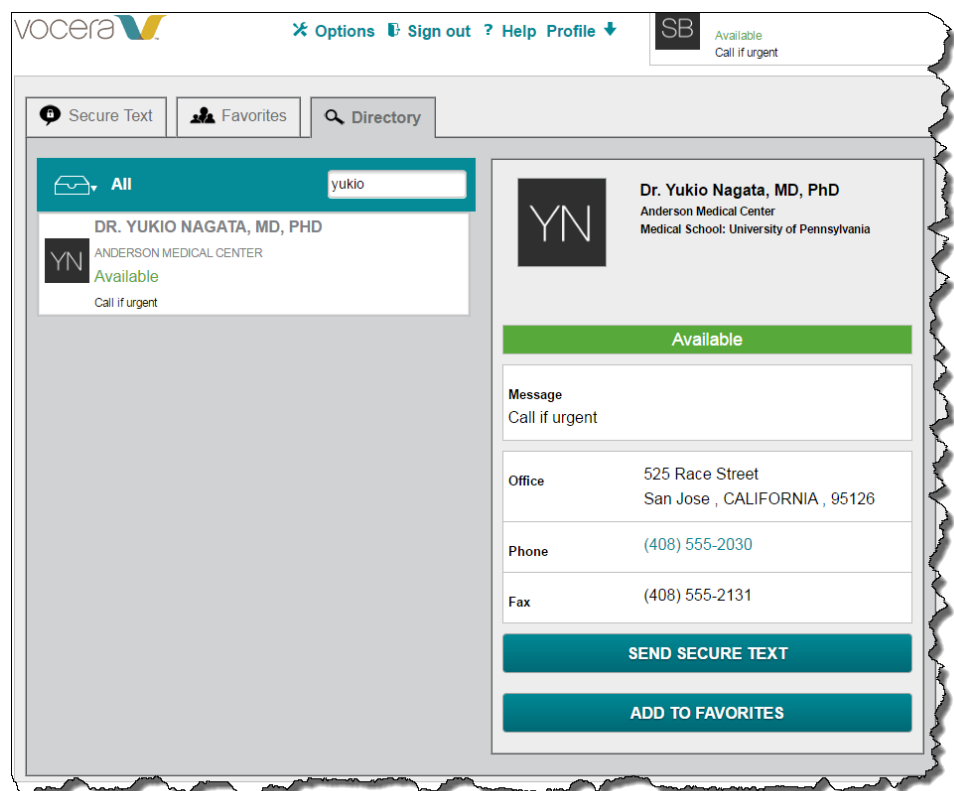 vocera
Options Sign out ? Help Profile
SB
Available
Call if urgent
Secure Text Favorites Directory
All yukio
DR. YUKIO NAGATA, MD, PHD
YN
ANDERSON MEDICAL CENTER
Available
Call if urgent
YN
Dr. Yukio Nagata, MD, PhD
Anderson Medical Center
Medical School: University of Pennsylvania
Available
Message
Call if urgent
Office
525 Race Street
San Jose , CALIFORNIA , 95126
Phone (408) 555-2030
Fax (408) 555-2131
SEND SECURE TEXT
ADD TO FAVORITES